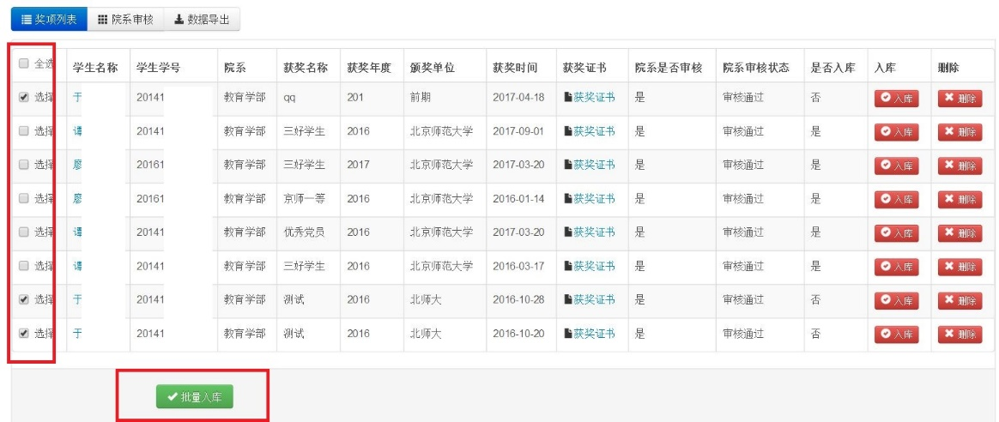 奖项列表 院系审核 数据导出
全选 学生名称 学生学号 院系 获奖名称 获奖年度 颁奖单位 获奖时间 获奖证书 院系是否审核 院系审核状态 是否入库 入库 删除
选择 于 20141 教育学部 qq 201 前期 2017-04-18 获奖证书 是 审核通过 否 入库 删除
选择 谭 20141 教育学部 三好学生 2016 北京师范大学 2017-09-01 获奖证书 是 审核通过 是 入库 删除
选择 廖 20161 教育学部 三好学生 2017 北京师范大学 2017-03-20 获奖证书 是 审核通过 是 入库 删除
选择 廖 20161 教育学部 京师一等 2016 北京师范大学 2016-01-14 获奖证书 是 审核通过 是 入库 删除
选择 谭 20141 教育学部 优秀党员 2016 北京师范大学 2017-03-20 获奖证书 是 审核通过 是 入库 删除
选择 谭 20141 教育学部 三好学生 2016 北京师范大学 2016-03-17 获奖证书 是 审核通过 是 入库 删除
选择 于 20141 教育学部 测试 2016 北师大 2016-10-28 获奖证书 是 审核通过 否 入库 删除
选择 于 20141 教育学部 测试 2016 北师大 2016-10-20 获奖证书 是 审核通过 否 入库 删除
批量入库